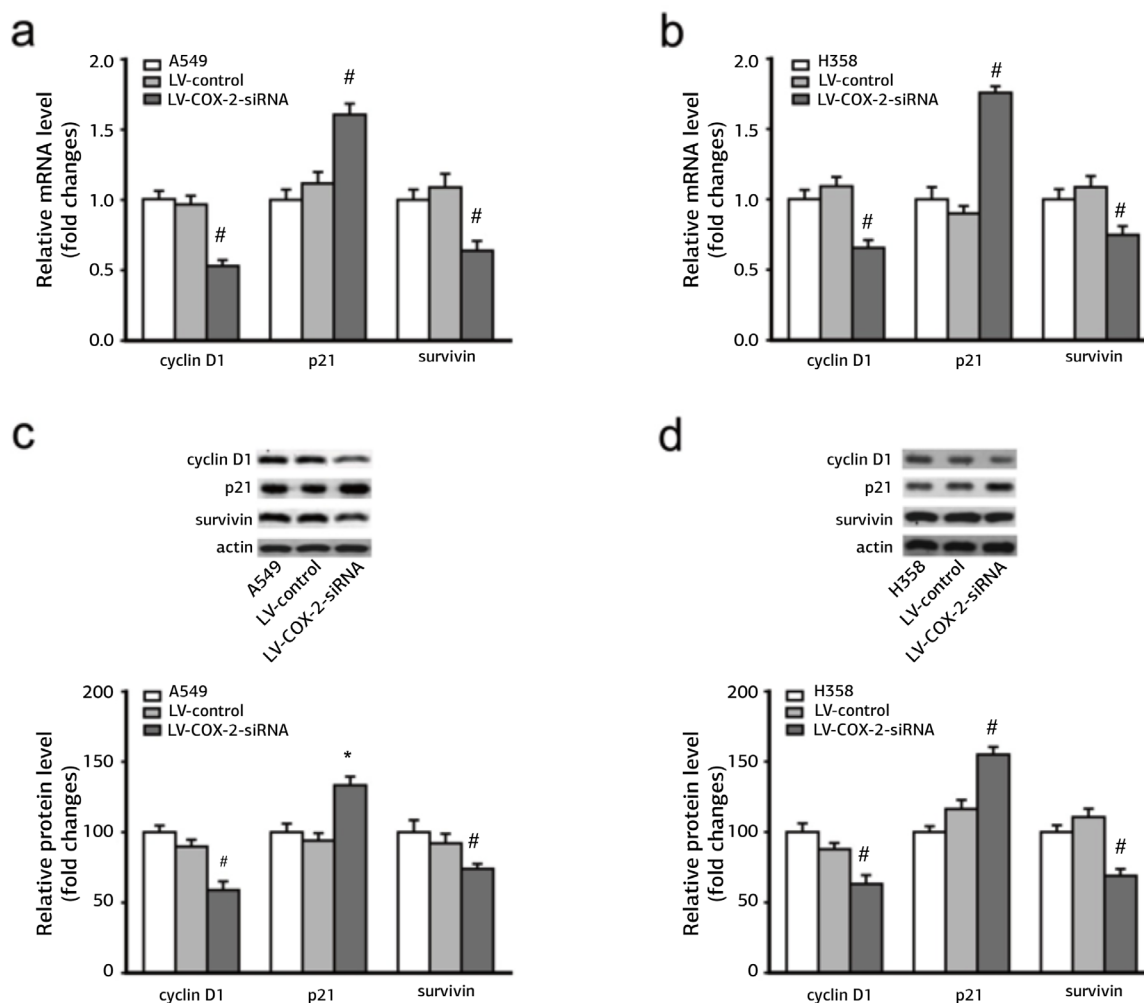 a
2.0
1.5
1.0
0.5
0.0
Relative mRNA level
(fold changes)
A549
LV-control
LV-COX-2-siRNA
#
#
#
cyclin D1
p21
survivin
b
2.0
1.5
1.0
0.5
0.0
Relative mRNA level
(fold changes)
H358
LV-control
LV-COX-2-siRNA
#
#
#
cyclin D1
p21
survivin
c
cyclin D1
p21
survivin
actin
A549
LV-control
LV-COX-2-siRNA
200
150
100
50
0
Relative protein level
(fold changes)
A549
LV-control
LV-COX-2-siRNA
#
*
#
cyclin D1
p21
survivin
d
cyclin D1
p21
survivin
actin
H358
LV-control
LV-COX-2-siRNA
200
150
100
50
0
Relative protein level
(fold changes)
H358
LV-control
LV-COX-2-siRNA
#
#
#
cyclin D1
p21
survivin